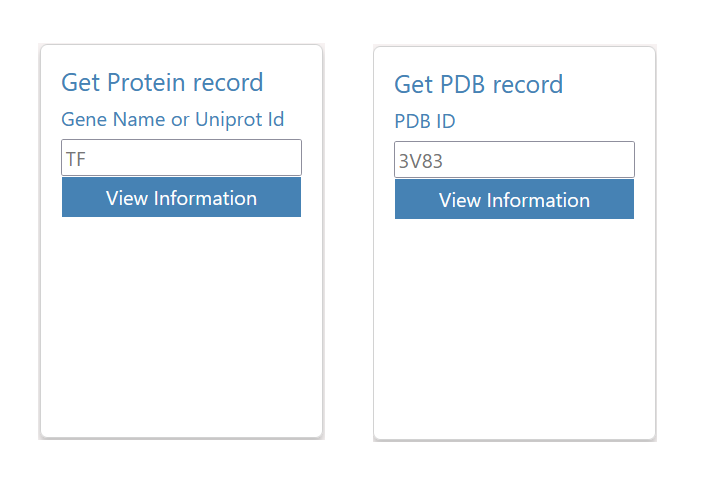 Get Protein record
Gene Name or Uniprot Id
TF
View Information
Get PDB record
PDB ID
3V83
View Information